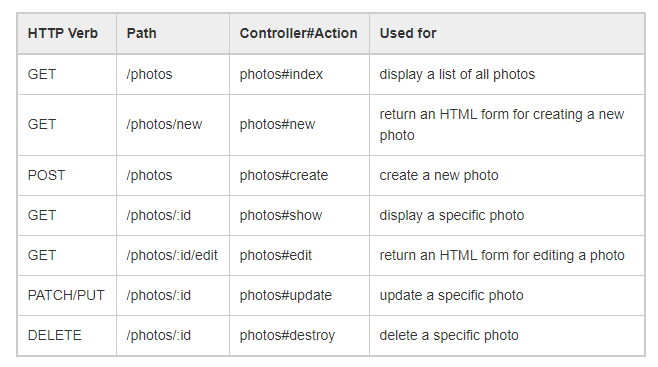 HTTP Verb Path Controller#Action Used for
GET /photos photos#index display a list of all photos
GET /photos/new photos#new return an HTML form for creating a new
photo
POST /photos photos#create create a new photo
GET /photos/:id photos#show display a specific photo
GET /photos/:id/edit photos#edit return an HTML form for editing a photo
PATCH/PUT /photos/:id photos#update update a specific photo
DELETE /photos/:id photos#destroy delete a specific photo